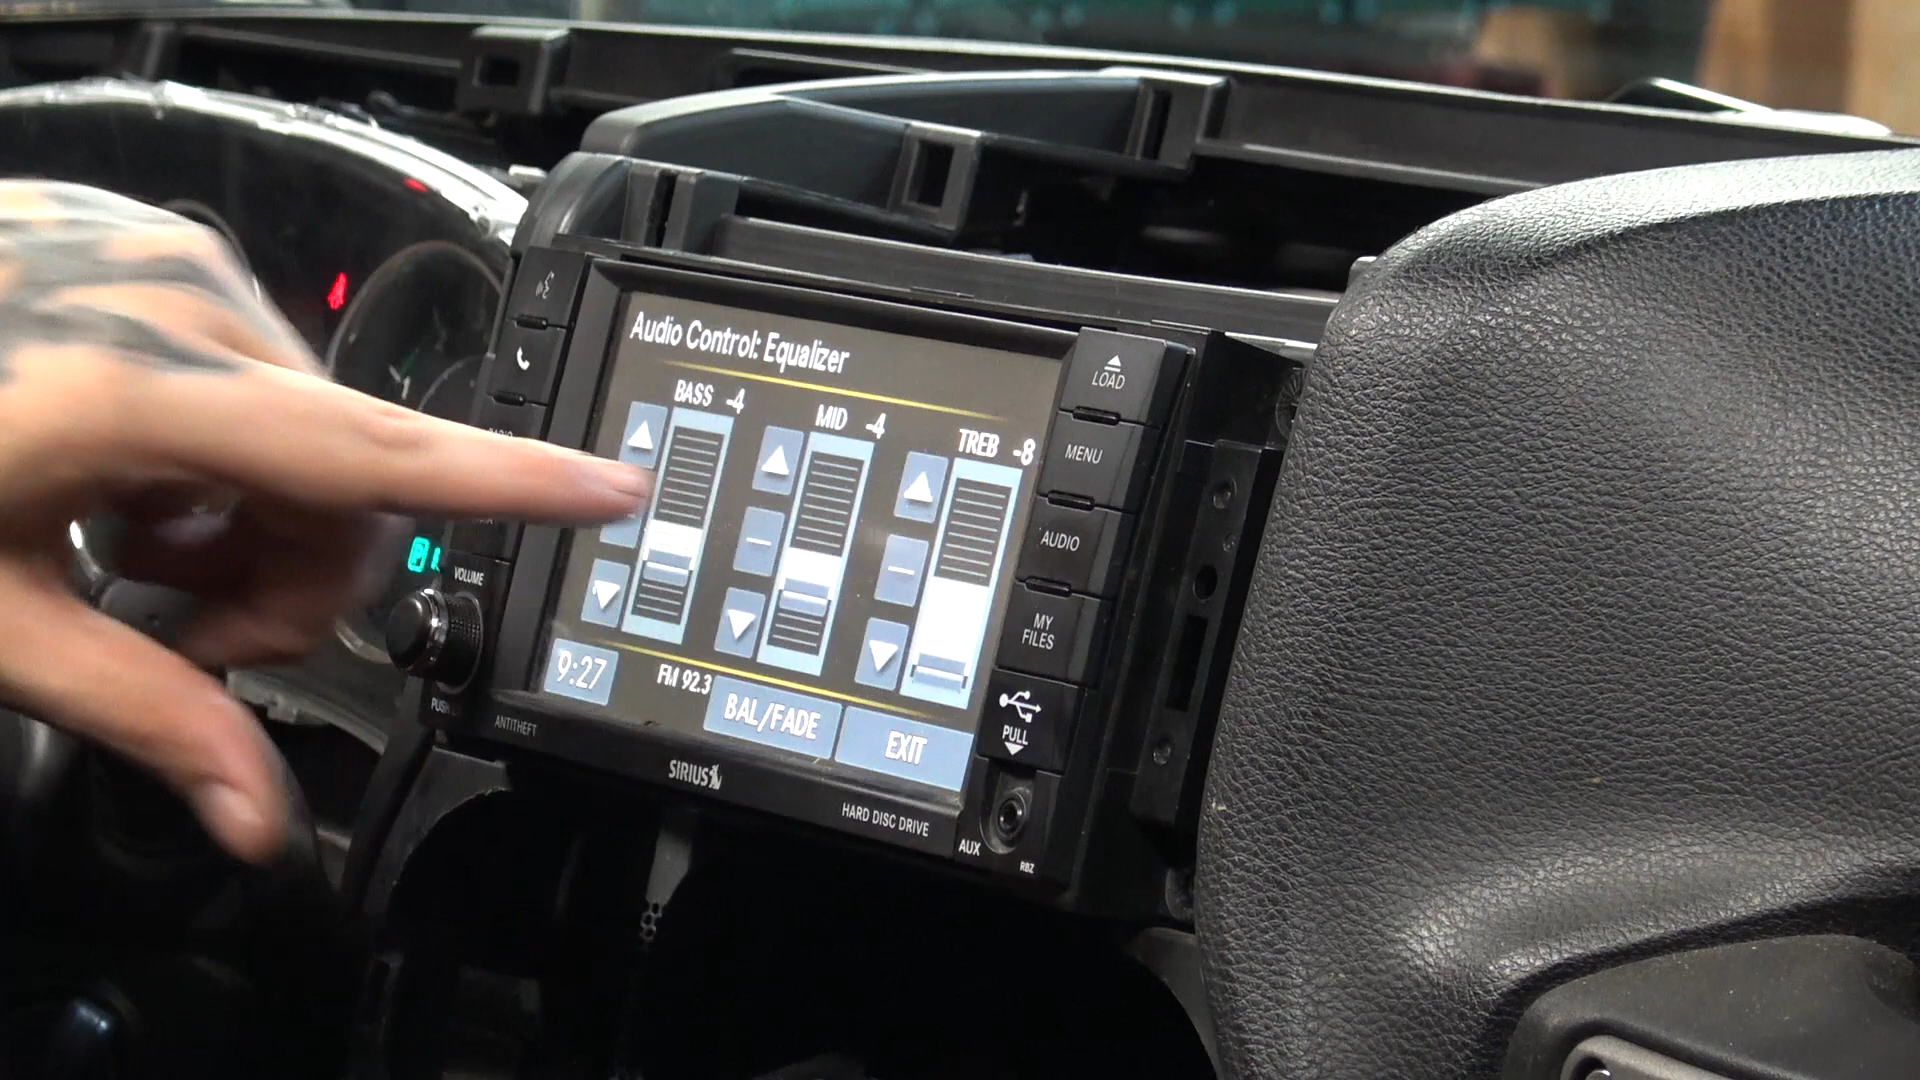 Audio Control: Equalizer
BASS -4
MID -4
TREB -8
9:27
FM 92.3
BAL/FADE
EXIT
LOAD
MENU
AUDIO
MY
FILES
PULL
VOLUME
ANTITHEFT
SIRIUS
HARD DISC DRIVE
AUX
RBZ
P